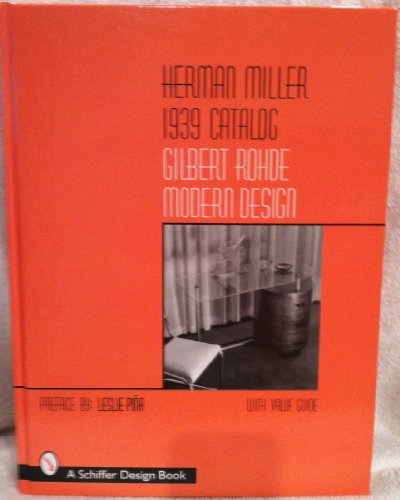 HERMAN MILLER
1939 CATALOG
GILBERT ROHDE
MODERN DESIGN
PREFACE BY: LESLIE PIÑA
WITH VALUE GUIDE
A Schiffer Design Book